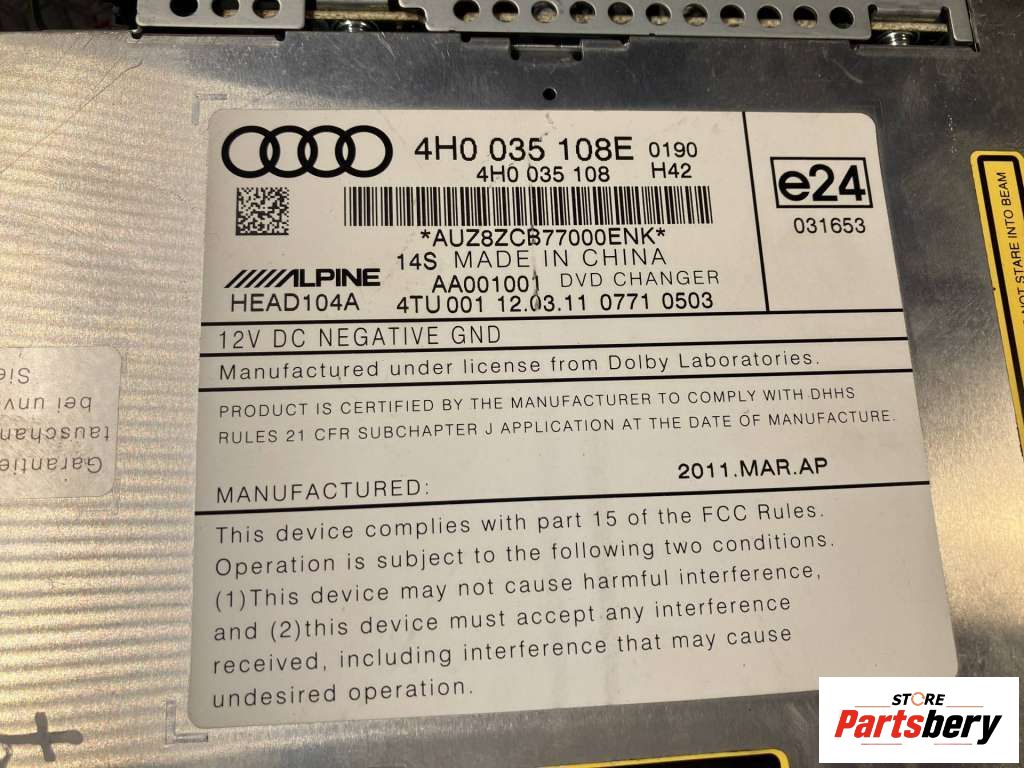 4H0 035 108E 0190
4H0 035 108 H42
e24
031653
*AUZ8ZCB77000ENK*
14S MADE IN CHINA
ALPINE AA001001 DVD CHANGER
HEAD104A 4TU 001 12.03.11 0771 0503
12V DC NEGATIVE GND
Manufactured under license from Dolby Laboratories.
PRODUCT IS CERTIFIED BY THE MANUFACTURER TO COMPLY WITH DHHS
RULES 21 CFR SUBCHAPTER J APPLICATION AT THE DATE OF MANUFACTURE.
MANUFACTURED: 2011.MAR.AP
This device complies with part 15 of the FCC Rules.
Operation is subject to the following two conditions.
(1)This device may not cause harmful interference,
and (2)this device must accept any interference
received, including interference that may cause
undesired operation.
NOT STARE INTO BEAM
Garantie
tauschan
bei unv
Sie
STORE
Partsbery